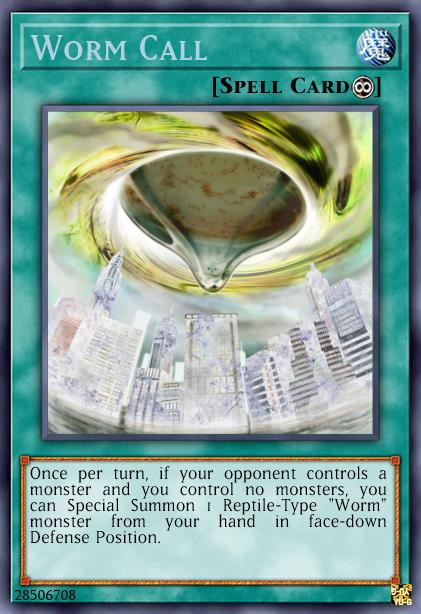 Worm Call
魔
[Spell Card♾]
Once per turn, if your opponent controls a
monster and you control no monsters, you
can Special Summon 1 Reptile-Type "Worm"
monster from your hand in face-down
Defense Position.
28506708